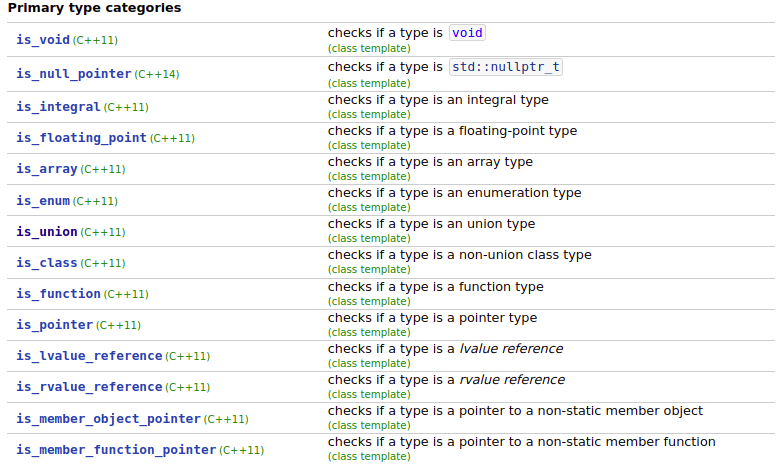 Primary type categories
is_void (C++11) checks if a type is void
(class template)
is_null_pointer (C++14) checks if a type is std::nullptr_t
(class template)
is_integral (C++11) checks if a type is an integral type
(class template)
is_floating_point (C++11) checks if a type is a floating-point type
(class template)
is_array (C++11) checks if a type is an array type
(class template)
is_enum (C++11) checks if a type is an enumeration type
(class template)
is_union (C++11) checks if a type is an union type
(class template)
is_class (C++11) checks if a type is a non-union class type
(class template)
is_function (C++11) checks if a type is a function type
(class template)
is_pointer (C++11) checks if a type is a pointer type
(class template)
is_lvalue_reference (C++11) checks if a type is a lvalue reference
(class template)
is_rvalue_reference (C++11) checks if a type is a rvalue reference
(class template)
is_member_object_pointer (C++11) checks if a type is a pointer to a non-static member object
(class template)
is_member_function_pointer (C++11) checks if a type is a pointer to a non-static member function
(class template)